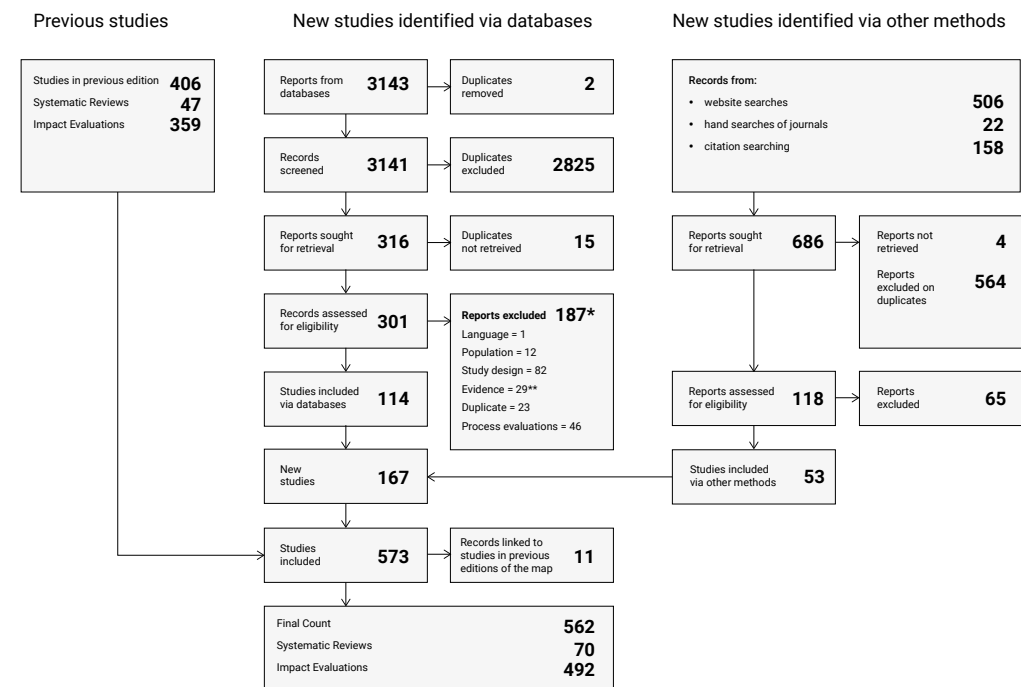 Previous studies
New studies identified via databases
New studies identified via other methods
Studies in previous edition 406
Systematic Reviews 47
Impact Evaluations 359
Reports from
databases
3143
Duplicates
removed
2
Records
screened
3141
Duplicates
excluded
2825
Reports sought
for retrieval
316
Duplicates
not retreived
15
Records assessed
for eligibility
301
Reports excluded 187*
Language = 1
Population = 12
Study design = 82
Evidence = 29**
Duplicate = 23
Process evaluations = 46
Studies included
via databases
114
New
studies
167
Studies
included
573
Records linked to
studies in previous
editions of the map
11
Final Count 562
Systematic Reviews 70
Impact Evaluations 492
Records from:
• website searches 506
• hand searches of journals 22
• citation searching 158
Reports sought
for retrieval
686
Reports not
retrieved
4
Reports
excluded on
duplicates
564
Reports assessed
for eligibility
118
Reports
excluded
65
Studies included
via other methods
53